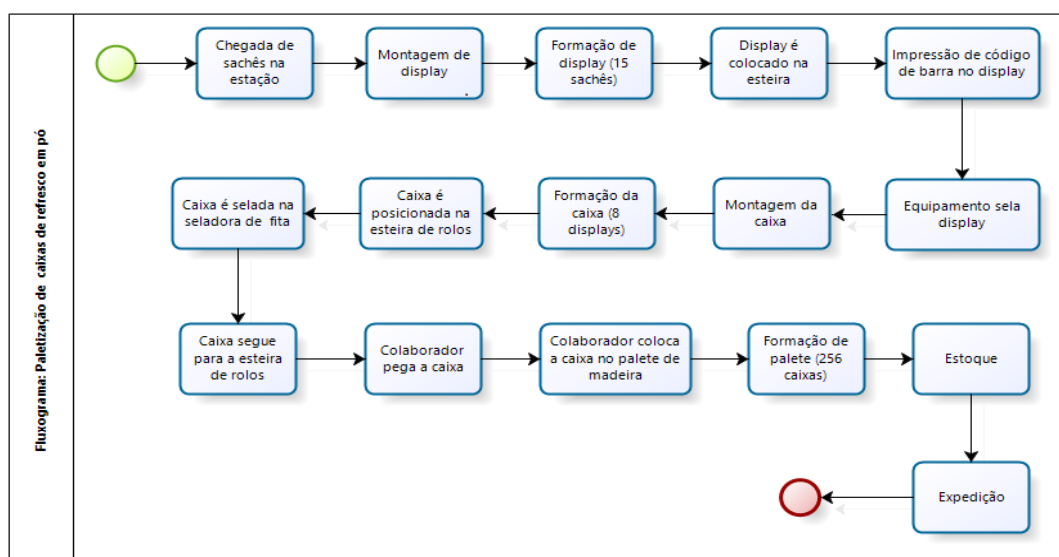 Fluxograma: Paletização de caixas de refresco em pó
Chegada de
sachês na
estação
Montagem de
display
.
Formação de
display (15
sachês)
Display é
colocado na
esteira
Impressão de código
de barra no display
Equipamento sela
display
Montagem da
caixa
Formação da
caixa (8
displays)
Caixa é
posicionada na
esteira de rolos
Caixa é selada na
seladora de fita
Caixa segue
para a esteira
de rolos
Colaborador
pega a caixa
Colaborador coloca
a caixa no palete de
madeira
Formação de
palete (256
caixas)
Estoque
Expedição